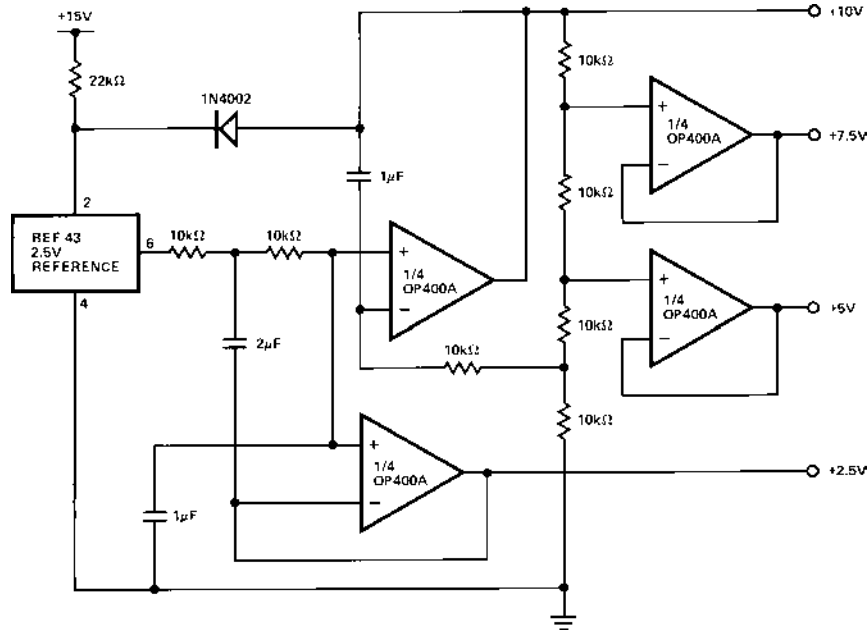 +15V
+10V
22kΩ
10kΩ
1N4002
+
1/4
OP400A
−
+7.5V
1µF
10kΩ
2
REF 43
2.5V
REFERENCE
6
10kΩ
10kΩ
+
1/4
OP400A
−
4
+
1/4
OP400A
−
+5V
10kΩ
2µF
10kΩ
10kΩ
+
1/4
OP400A
−
+2.5V
1µF